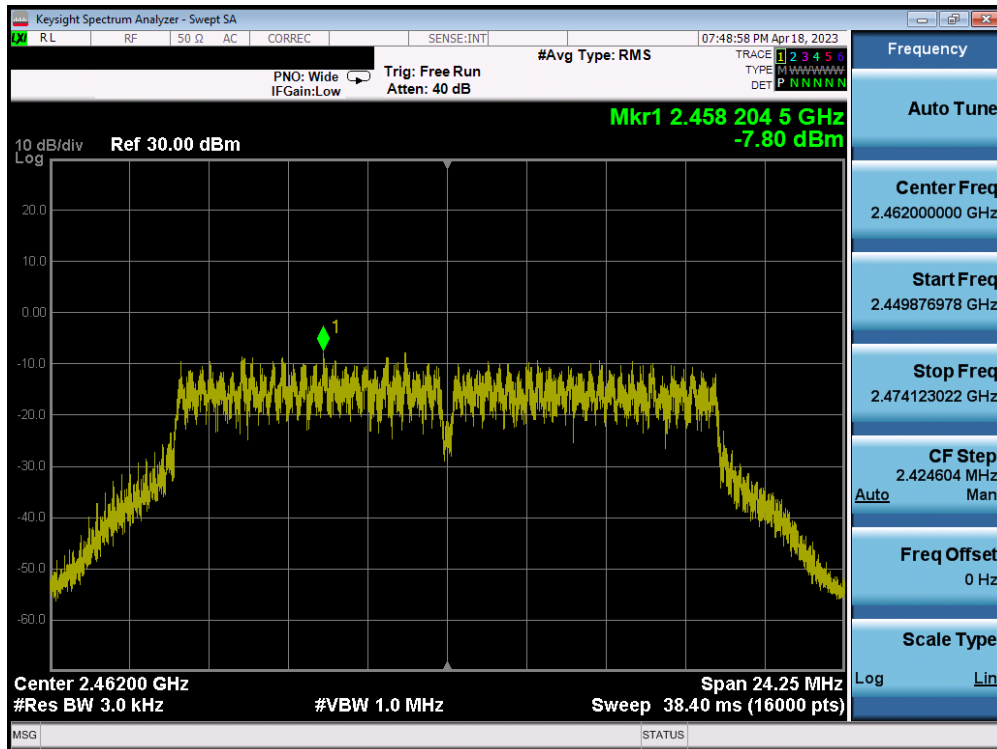 Keysight Spectrum Analyzer - Swept SA
LXI RL RF 50 Ω AC CORREC SENSE:INT 07:48:58 PM Apr 18, 2023
#Avg Type: RMS
TRACE 1 2 3 4 5 6
TYPE M WWWWW
DET P N N N N N
PNO: Wide
IFGain:Low
Trig: Free Run
Atten: 40 dB
Mkr1 2.458 204 5 GHz
-7.80 dBm
10 dB/div
Log
Ref 30.00 dBm
20.0
10.0
0.00
-10.0
-20.0
-30.0
-40.0
-50.0
-60.0
1
Center 2.46200 GHz
Span 24.25 MHz
#Res BW 3.0 kHz
#VBW 1.0 MHz
Sweep 38.40 ms (16000 pts)
MSG
STATUS
Frequency
Auto Tune
Center Freq
2.462000000 GHz
Start Freq
2.449876978 GHz
Stop Freq
2.474123022 GHz
CF Step
2.424604 MHz
Auto Man
Freq Offset
0 Hz
Scale Type
Log Lin